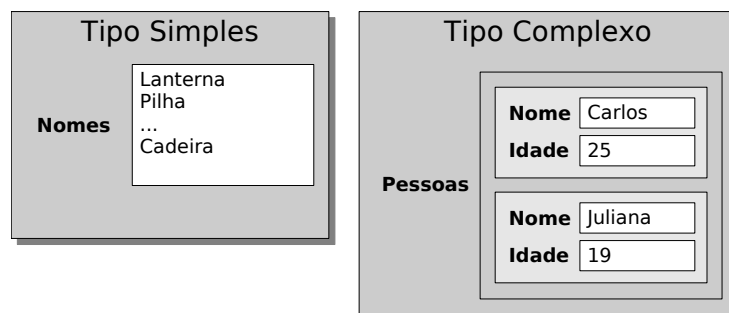 Tipo Simples
Nomes
Lanterna
Pilha
...
Cadeira
Tipo Complexo
Pessoas
Nome Carlos
Idade 25
Nome Juliana
Idade 19